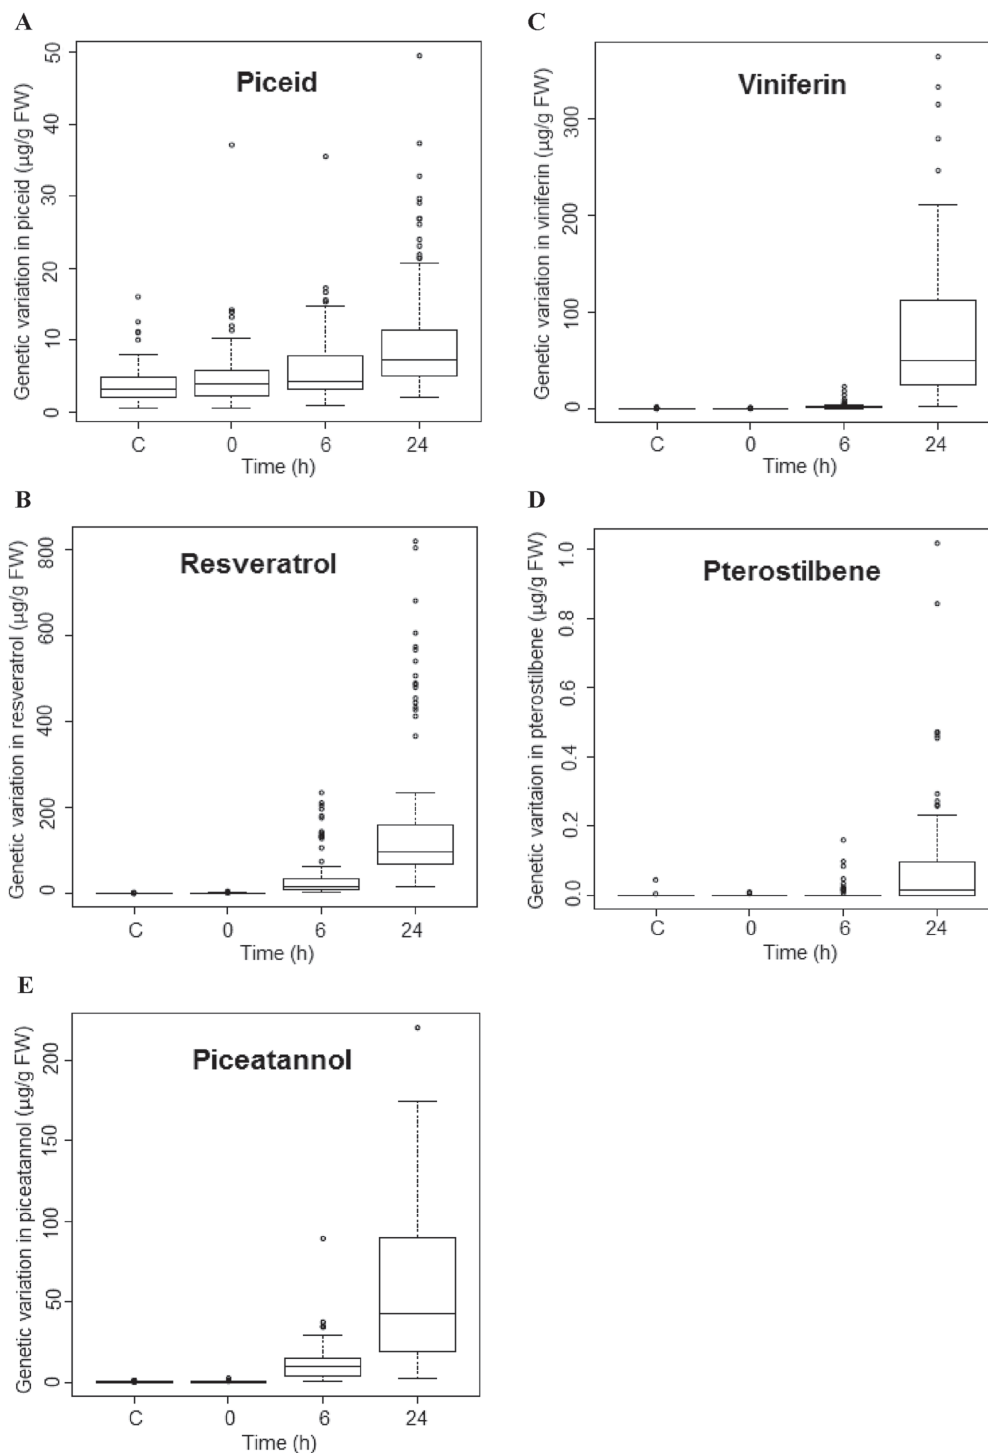 A
Genetic variation in piceid (µg/g FW)
50
40
30
20
10
0
Piceid
C 0 6 24
Time (h)
C
Genetic variation in viniferin (µg/g FW)
300
200
100
0
Viniferin
C 0 6 24
Time (h)
B
Genetic variation in resveratrol (µg/g FW)
800
600
400
200
0
Resveratrol
C 0 6 24
Time (h)
D
Genetic varitaion in pterostilbene (µg/g FW)
1.0
0.8
0.6
0.4
0.2
0.0
Pterostilbene
C 0 6 24
Time (h)
E
Genetic variation in piceatannol (µg/g FW)
200
150
100
50
0
Piceatannol
C 0 6 24
Time (h)